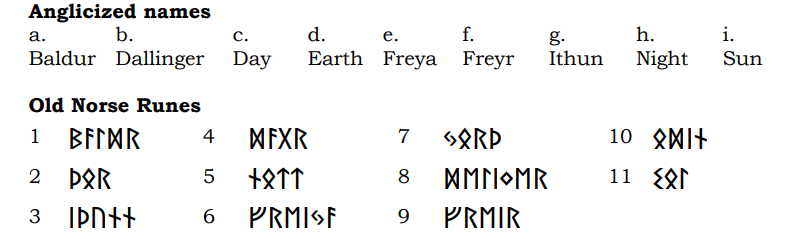 Anglicized names
a. b. c. d. e. f. g. h. i.
Baldur Dallinger Day Earth Freya Freyr Ithun Night Sun
Old Norse Runes
1 ᛒᚨᛚᛞᚱ 4 ᛞᚨᚷᚱ 7 ᛃᛟᚱᚦ 10 ᛟᛞᛁᚾ
2 ᚦᛟᚱ 5 ᚾᛟᛏᛏ 8 ᛞᛖᛚᛁᛜᛖᚱ 11 ᛊᛟᛚ
3 ᛁᚦᚢᚾᚾ 6 ᚠᚱᛖᛁᛃᚨ 9 ᚠᚱᛖᛁᚱ